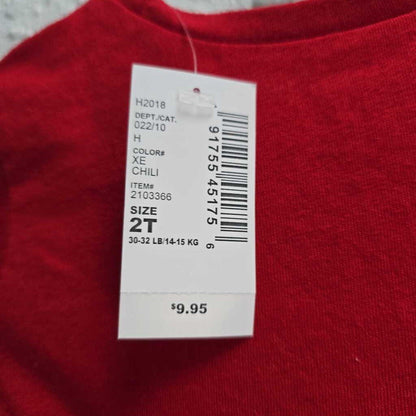 H2018
DEPT./CAT.
022/10
H
COLOR#
XE
CHILI
ITEM#
2103366
SIZE
2T
30-32 LB/14-15 KG
91755 45175
6
$9.95